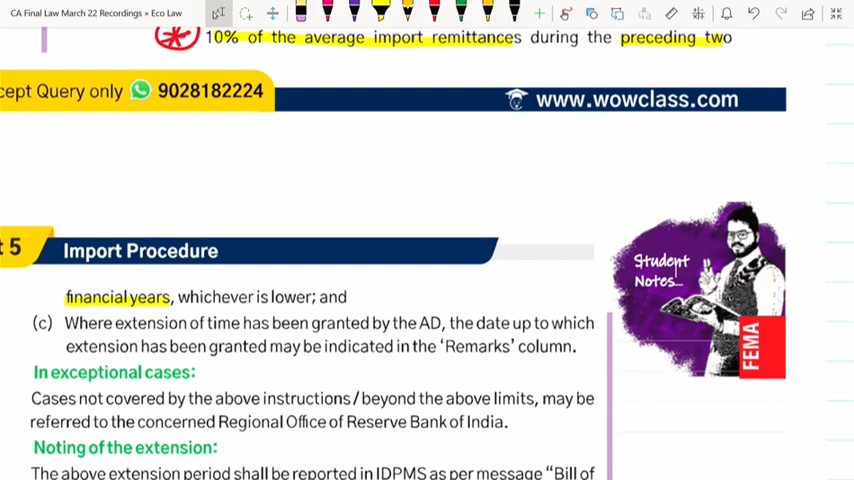 CA Final Law March 22 Recordings » Eco Law
10% of the average import remittances during the preceding two
cept Query only 9028182224
www.wowclass.com
t 5 Import Procedure
Student
Notes...
financial years, whichever is lower; and
(c) Where extension of time has been granted by the AD, the date up to which
extension has been granted may be indicated in the ‘Remarks’ column.
FEMA
In exceptional cases:
Cases not covered by the above instructions / beyond the above limits, may be
referred to the concerned Regional Office of Reserve Bank of India.
Noting of the extension:
The above extension period shall be reported in IDPMS as per message “Bill of